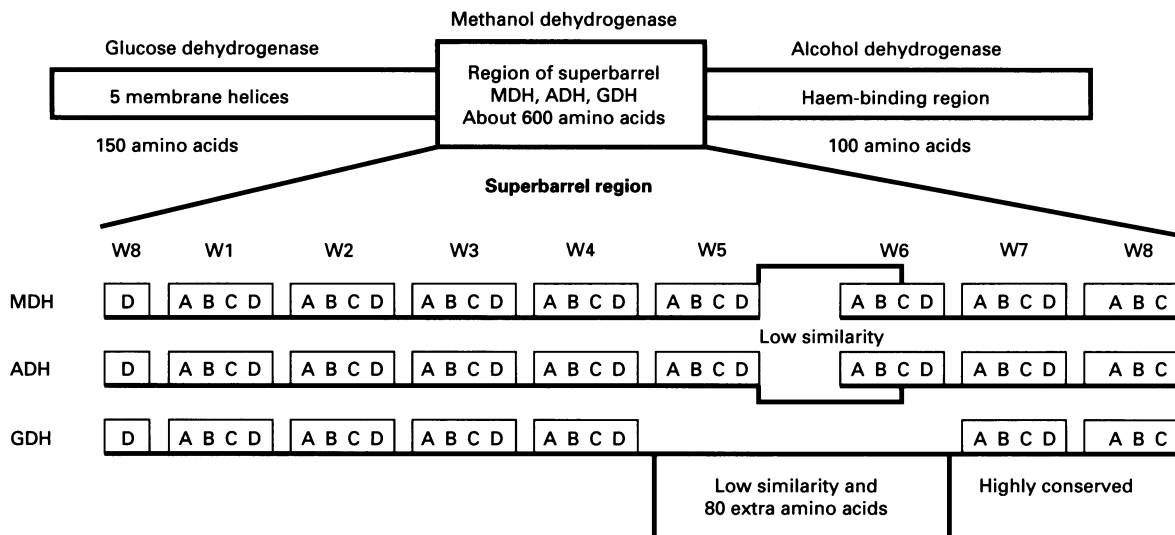 Methanol dehydrogenase
Glucose dehydrogenase
Alcohol dehydrogenase
5 membrane helices
Region of superbarrel
MDH, ADH, GDH
About 600 amino acids
Haem-binding region
150 amino acids
100 amino acids
Superbarrel region
W8 W1 W2 W3 W4 W5 W6 W7 W8
MDH D A B C D A B C D A B C D A B C D A B C D A B C D A B C D A B C
Low similarity
ADH D A B C D A B C D A B C D A B C D A B C D A B C D A B C D A B C
GDH D A B C D A B C D A B C D A B C D A B C D A B C
Low similarity and
80 extra amino acids
Highly conserved